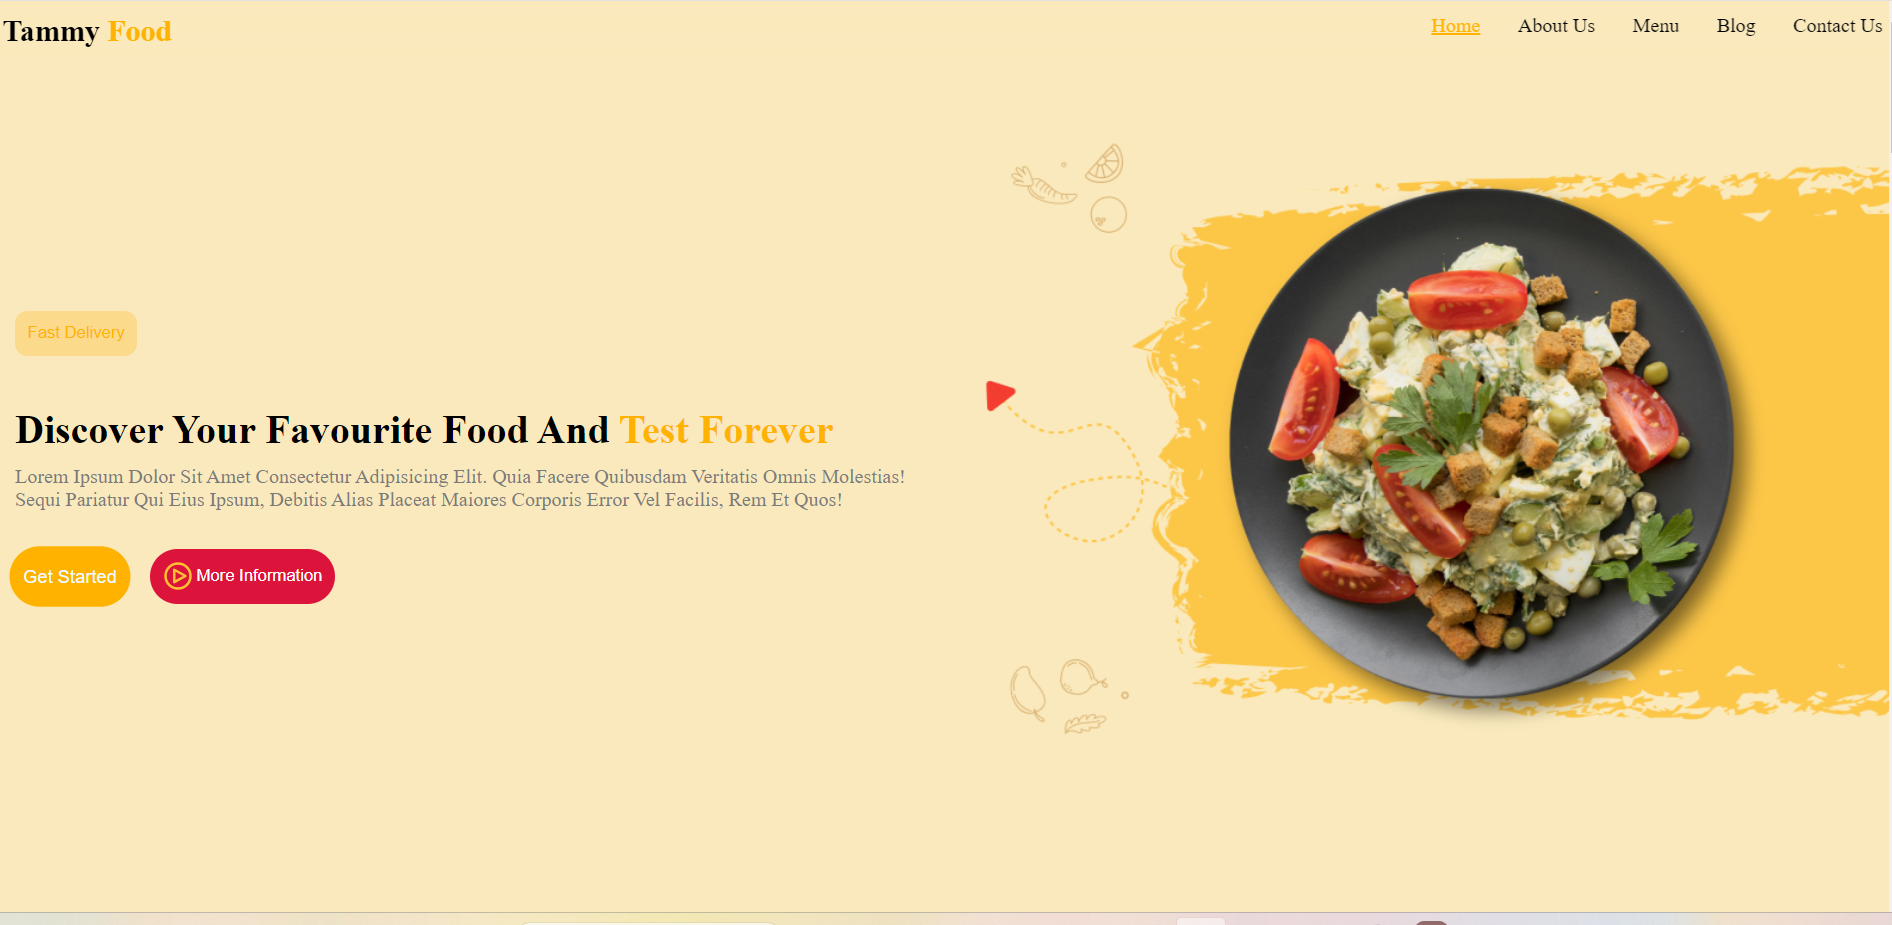 Tammy Food
Home About Us Menu Blog Contact Us
Fast Delivery
Discover Your Favourite Food And Test Forever
Lorem Ipsum Dolor Sit Amet Consectetur Adipisicing Elit. Quia Facere Quibusdam Veritatis Omnis Molestias!
Sequi Pariatur Qui Eius Ipsum, Debitis Alias Placeat Maiores Corporis Error Vel Facilis, Rem Et Quos!
Get Started
More Information